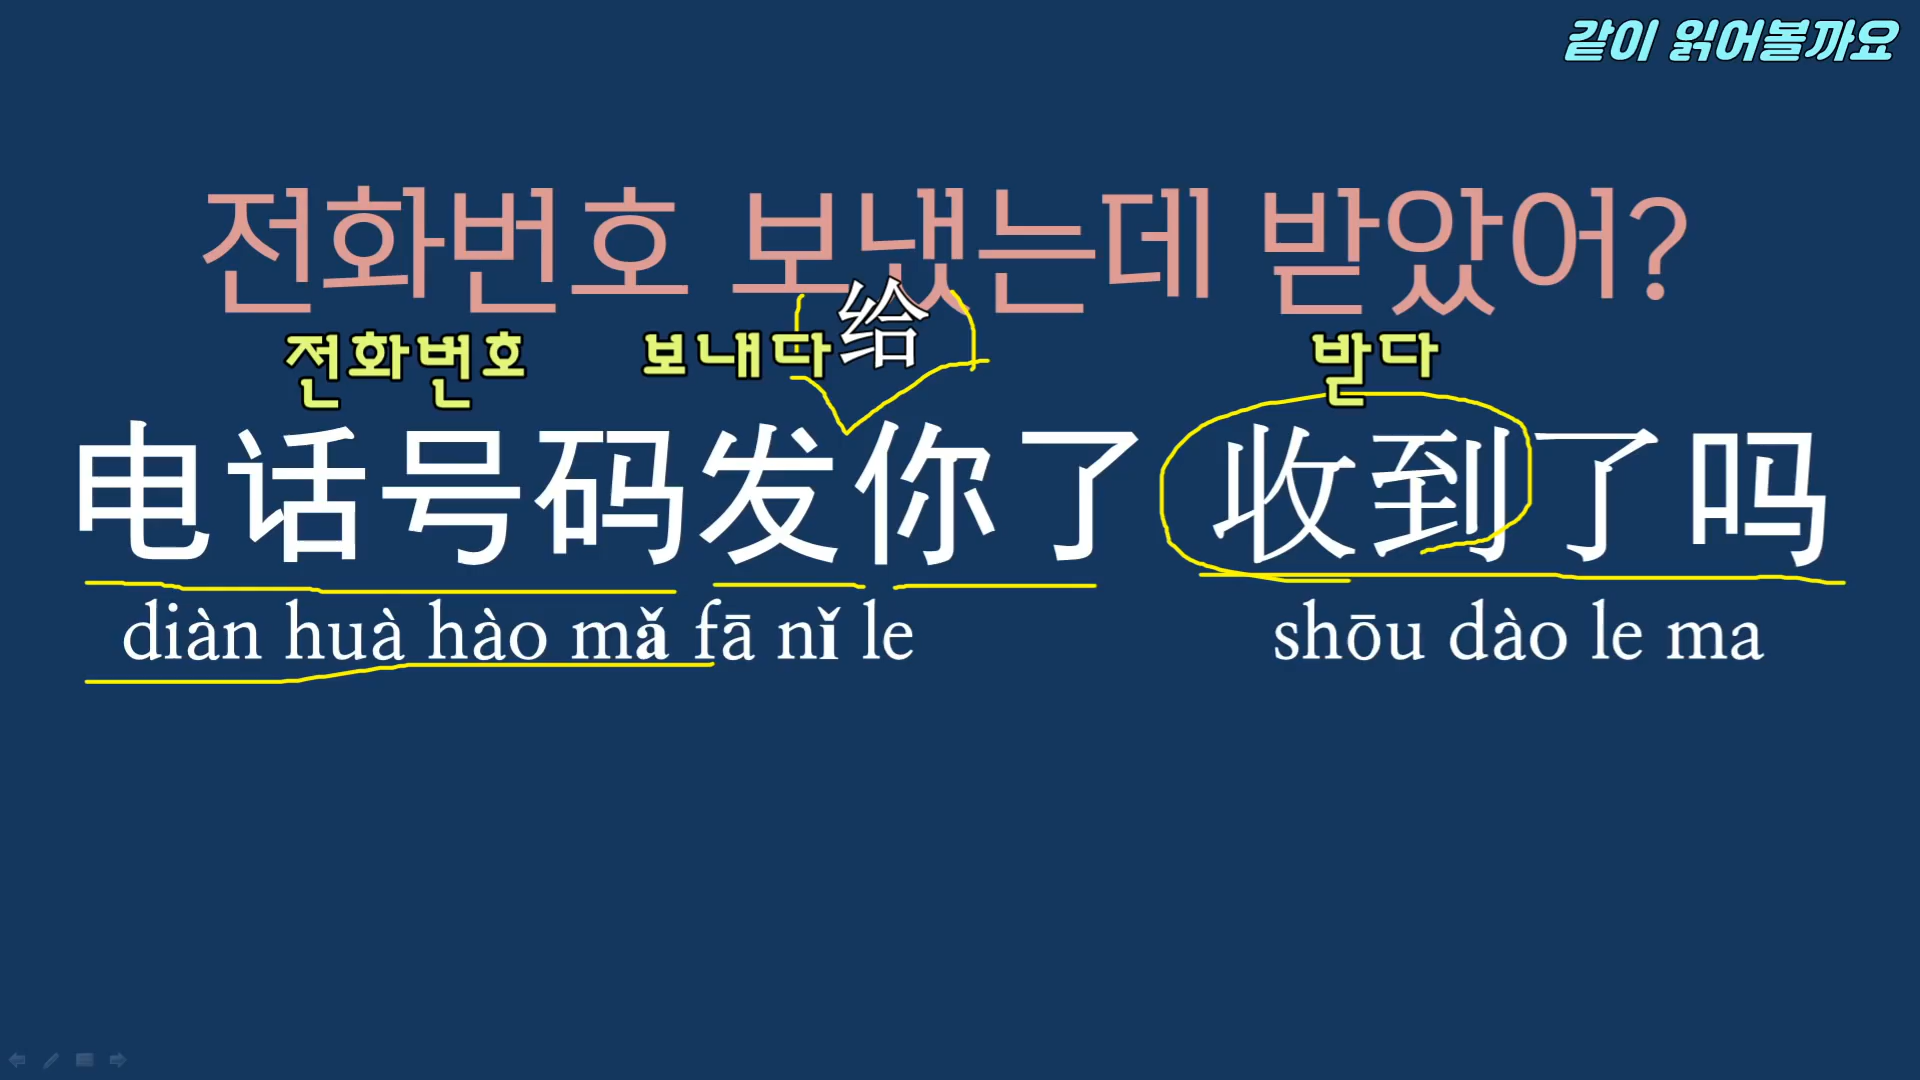 같이 읽어볼까요
전화번호 보냈는데 받았어?
给
전화번호 보내다 받다
电话号码发你了 收到了吗
diàn huà hào mǎ fā nǐ le shōu dào le ma